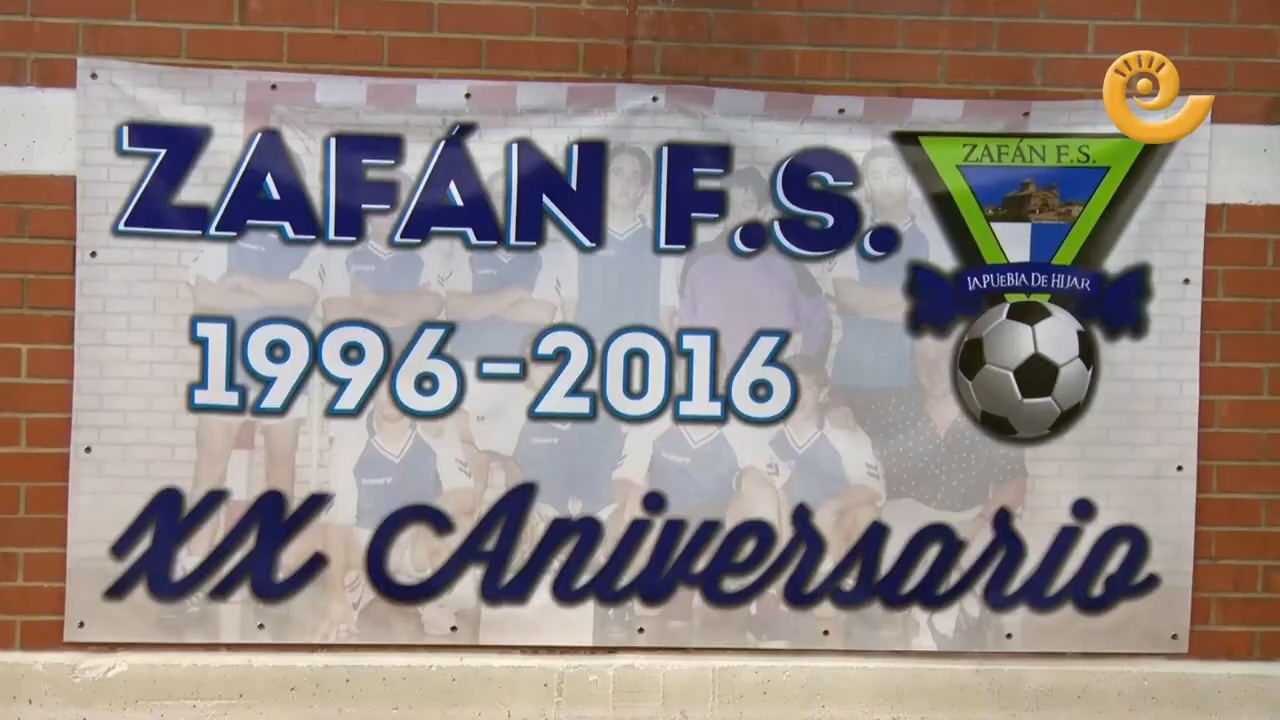 ZAFÁN F.S.
1996-2016
XX Aniversario
ZAFÁN F.S.
LAPUEBLA DE HIJAR